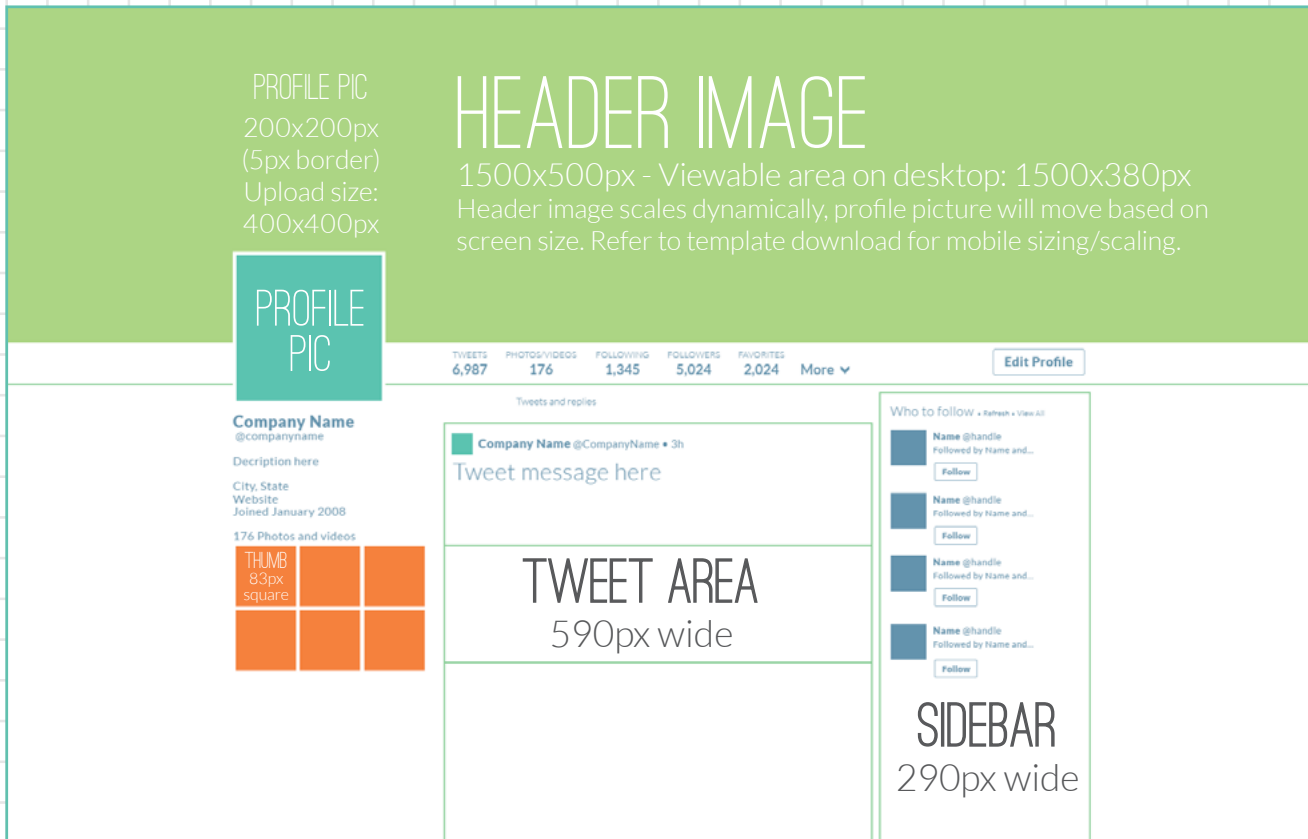 PROFILE PIC
200x200px
(5px border)
Upload size:
400x400px
HEADER IMAGE
1500x500px - Viewable area on desktop: 1500x380px
Header image scales dynamically, profile picture will move based on
screen size. Refer to template download for mobile sizing/scaling.
PROFILE
PIC
TWEETS PHOTOS/VIDEOS FOLLOWING FOLLOWERS FAVORITES
6,987 176 1,345 5,024 2,024 More
Edit Profile
Tweets and replies
Company Name
@companyname
Decription here
City, State
Website
Joined January 2008
176 Photos and videos
THUMB
83px
square
Company Name @CompanyName • 3h
Tweet message here
TWEET AREA
590px wide
Who to follow • Refresh • View All
Name @handle
Followed by Name and...
Follow
Name @handle
Followed by Name and...
Follow
Name @handle
Followed by Name and...
Follow
Name @handle
Followed by Name and...
Follow
SIDEBAR
290px wide